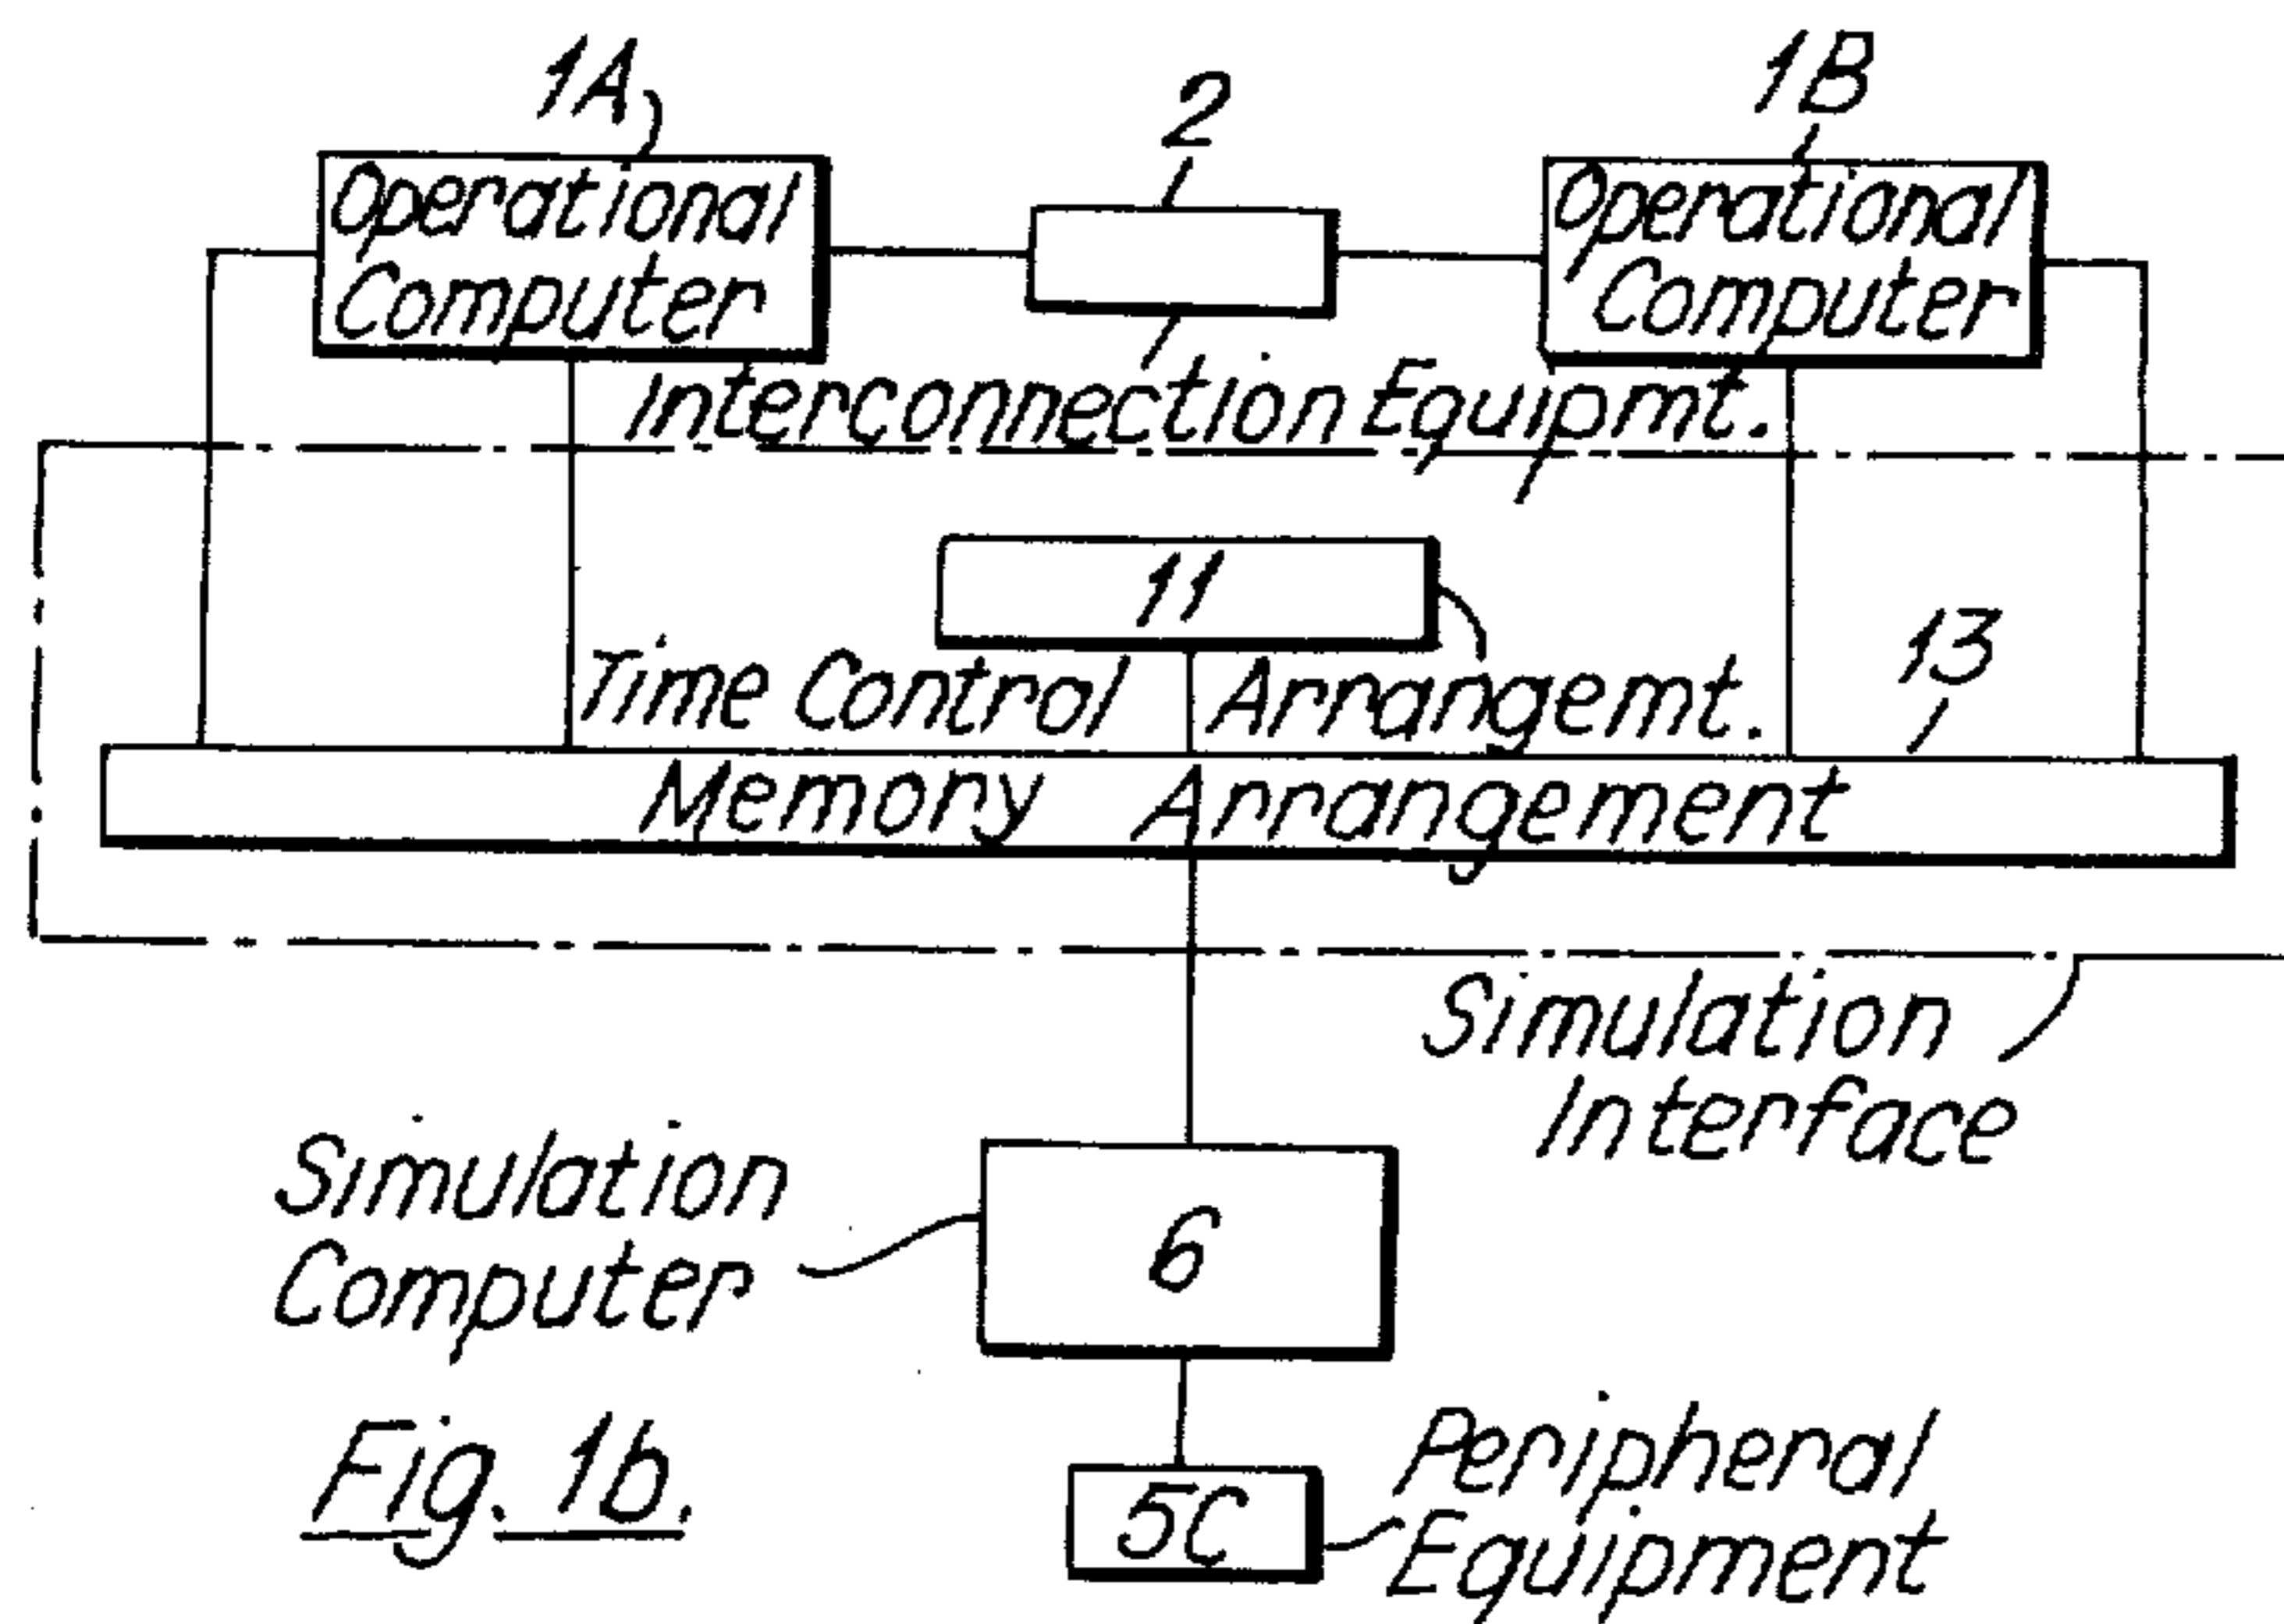 1A
2
1B
Operational
Computer
Operational
Computer
Interconnection Equipmt.
11
Time Control Arrangemt.
13
Memory Arrangement
Simulation
Interface
Simulation
Computer
6
Fig. 1b.
5C
Peripheral
Equipment